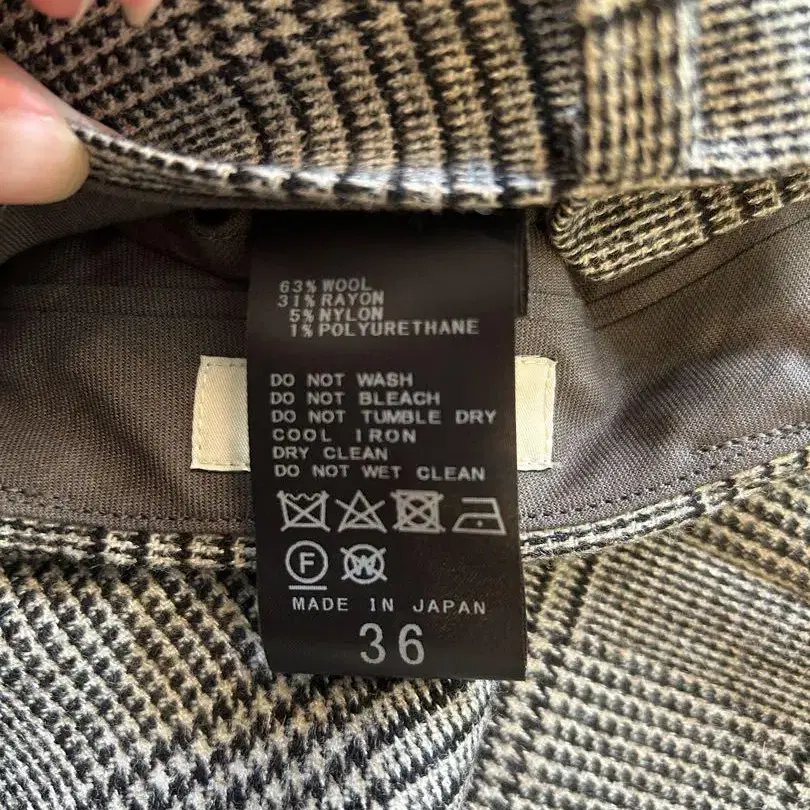 63% WOOL
31% RAYON
5% NYLON
1% POLYURETHANE
DO NOT WASH
DO NOT BLEACH
DO NOT TUMBLE DRY
COOL IRON
DRY CLEAN
DO NOT WET CLEAN
F W
MADE IN JAPAN
36